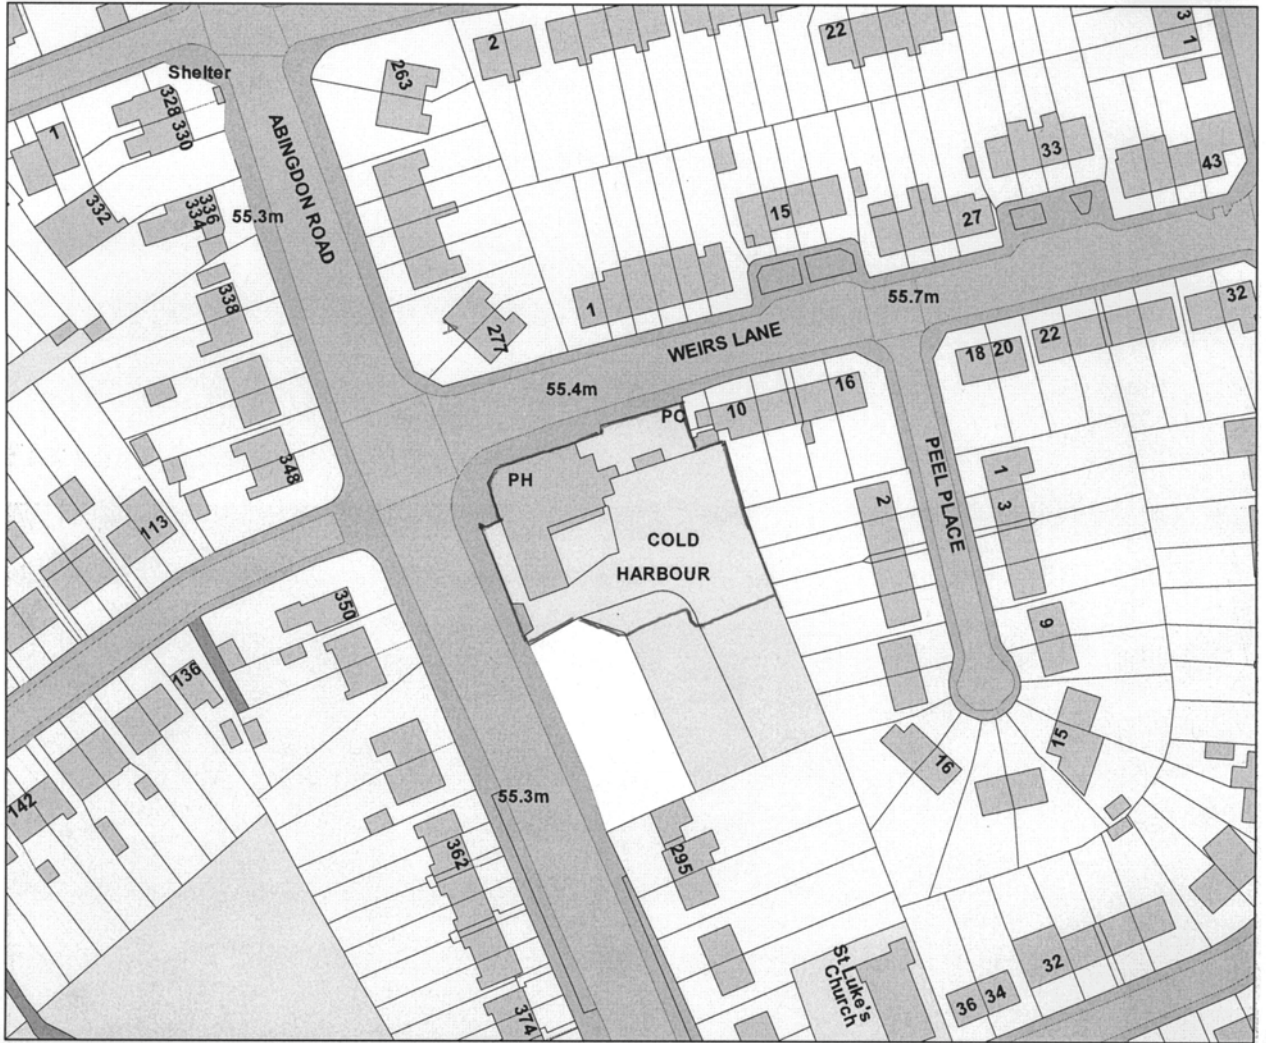 2
22
3
1
Shelter
263
328
330
1
ABINGDON ROAD
33
43
332
336
334
55.3m
15
27
338
277
1
55.7m
32
WEIRS LANE
18 20
22
55.4m
PC
10
16
348
PH
PEEL PLACE
1
3
2
113
COLD
HARBOUR
350
9
136
15
16
142
55.3m
362
295
St Luke's
Church
32
36 34
374